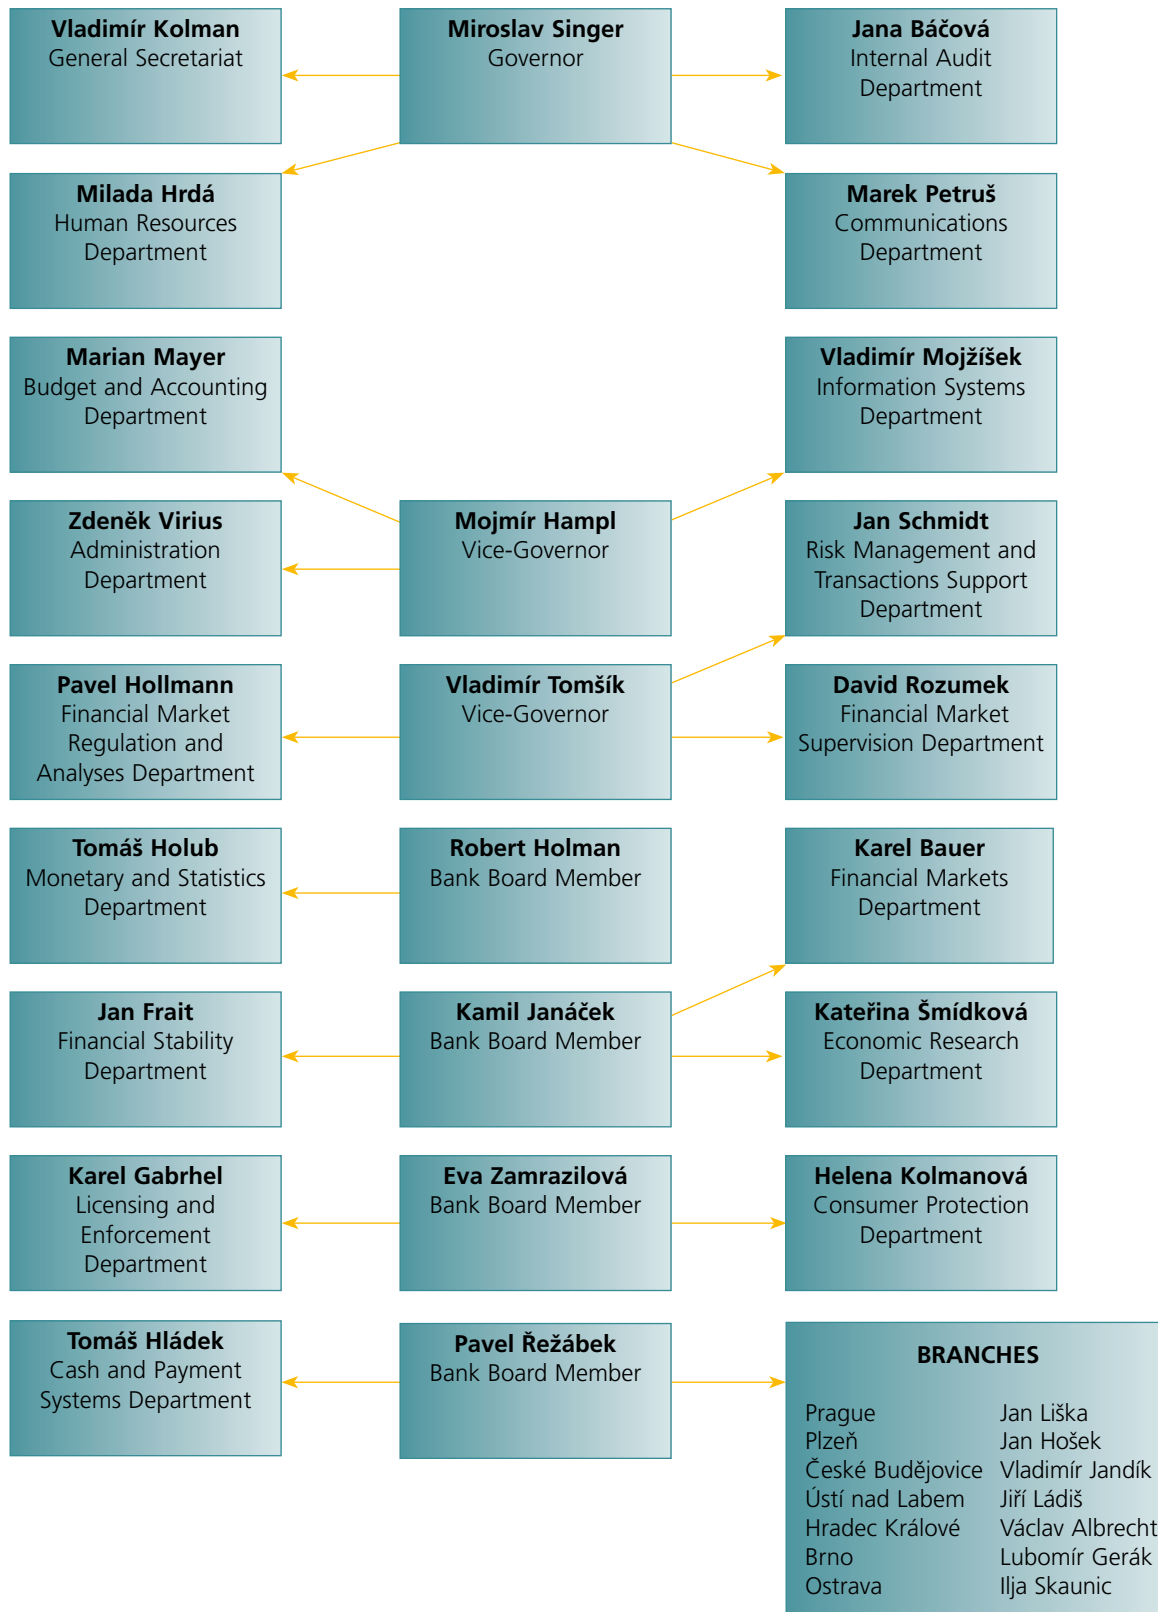 Vladimír Kolman
General Secretariat
Miroslav Singer
Governor
Jana Báčová
Internal Audit
Department
Milada Hrdá
Human Resources
Department
Marek Petruš
Communications
Department
Marian Mayer
Budget and Accounting
Department
Vladimír Mojžíšek
Information Systems
Department
Zdeněk Virius
Administration
Department
Mojmír Hampl
Vice-Governor
Jan Schmidt
Risk Management and
Transactions Support
Department
Pavel Hollmann
Financial Market
Regulation and
Analyses Department
Vladimír Tomšík
Vice-Governor
David Rozumek
Financial Market
Supervision Department
Tomáš Holub
Monetary and Statistics
Department
Robert Holman
Bank Board Member
Karel Bauer
Financial Markets
Department
Jan Frait
Financial Stability
Department
Kamil Janáček
Bank Board Member
Kateřina Šmídková
Economic Research
Department
Karel Gabrhel
Licensing and
Enforcement
Department
Eva Zamrazilová
Bank Board Member
Helena Kolmanová
Consumer Protection
Department
Tomáš Hládek
Cash and Payment
Systems Department
Pavel Řežábek
Bank Board Member
BRANCHES
Prague Jan Liška
Plzeň Jan Hošek
České Budějovice Vladimír Jandík
Ústí nad Labem Jiří Ládiš
Hradec Králové Václav Albrecht
Brno Lubomír Gerák
Ostrava Ilja Skaunic